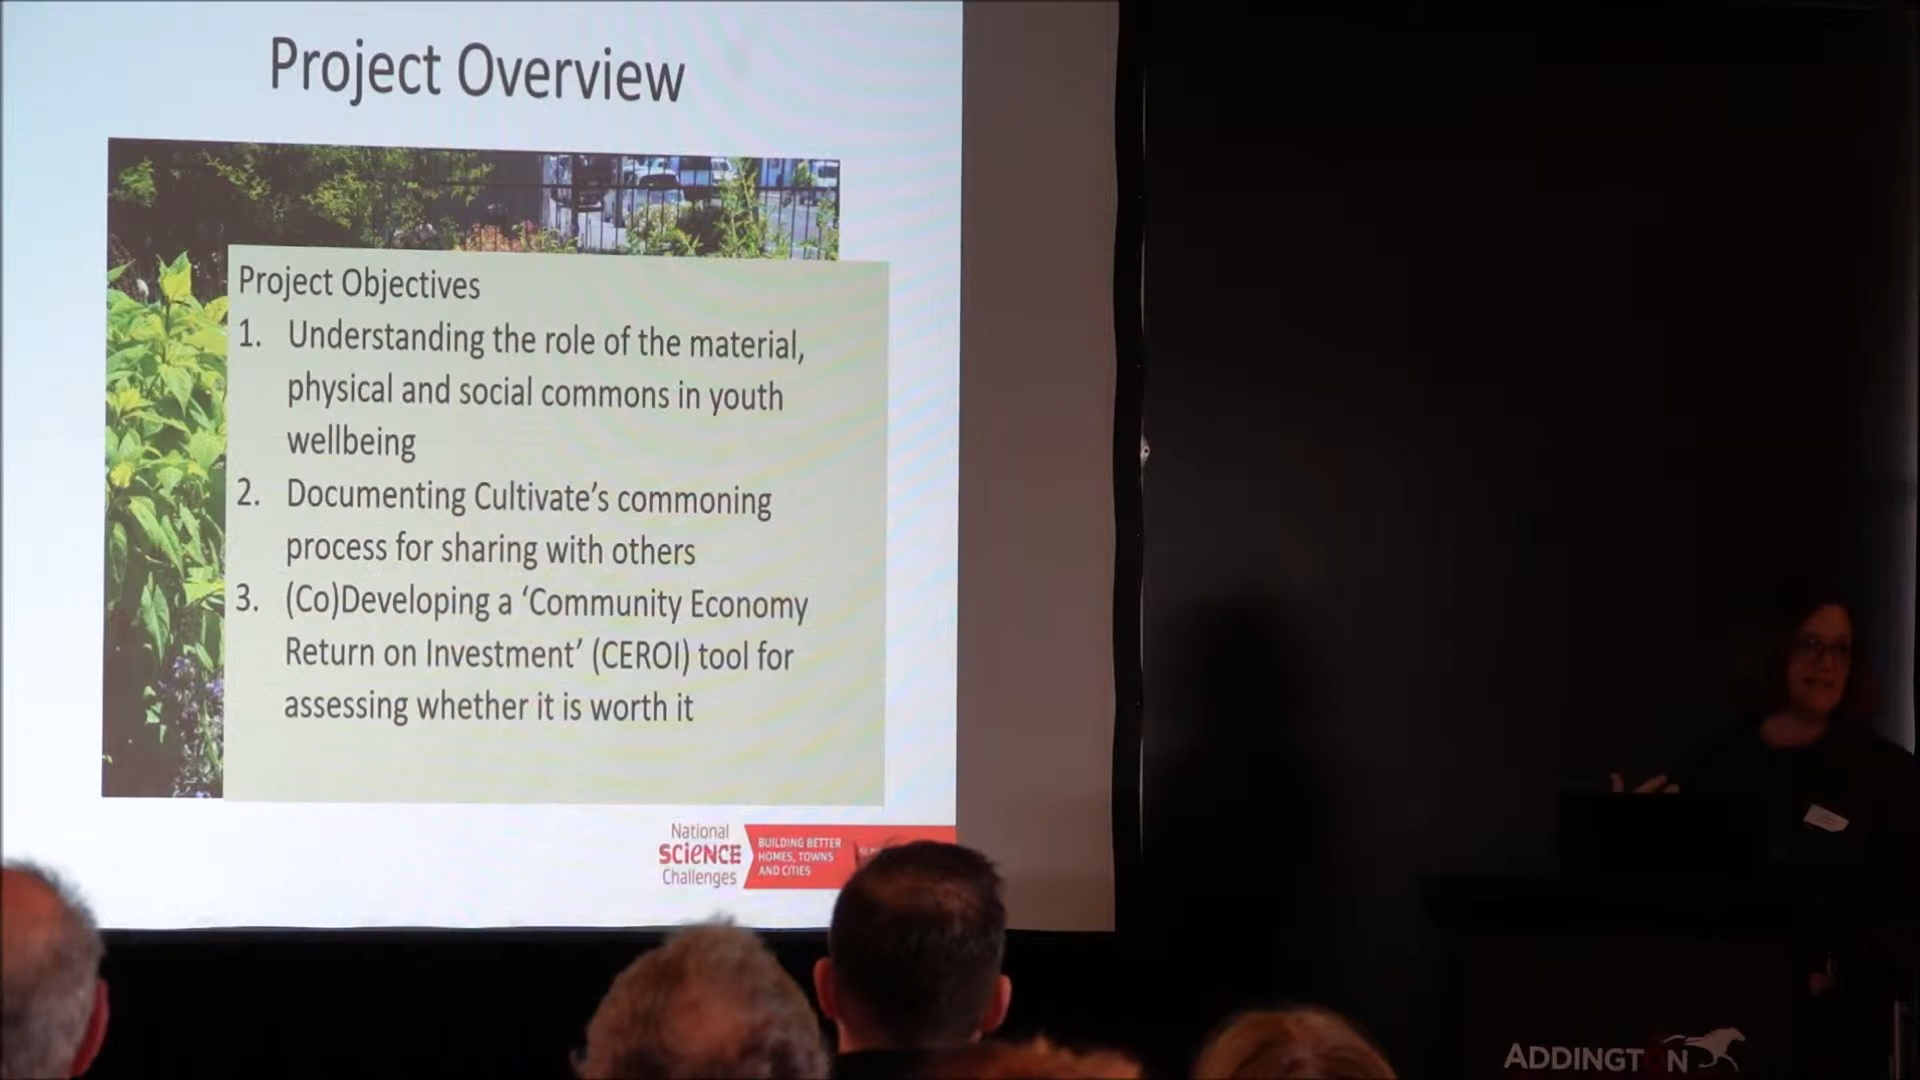 Project Overview
Project Objectives
1. Understanding the role of the material,
physical and social commons in youth
wellbeing
2. Documenting Cultivate’s commoning
process for sharing with others
3. (Co)Developing a ‘Community Economy
Return on Investment’ (CEROI) tool for
assessing whether it is worth it
National
SCIENCE
Challenges
BUILDING BETTER
HOMES, TOWNS
AND CITIES
ADDINGTON